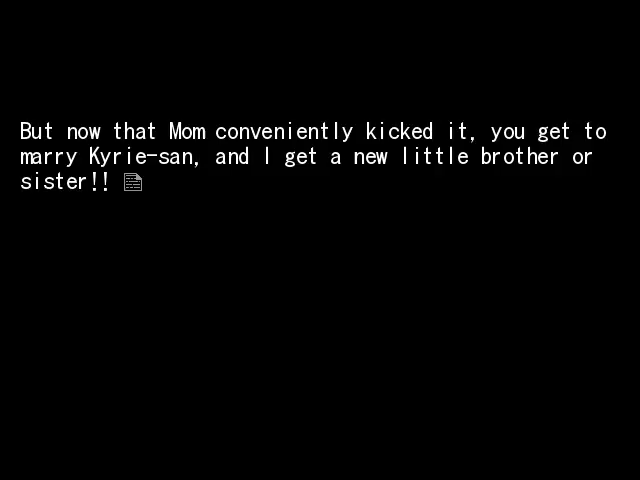 But now that Mom conveniently kicked it, you get to
marry Kyrie-san, and I get a new little brother or
sister!!